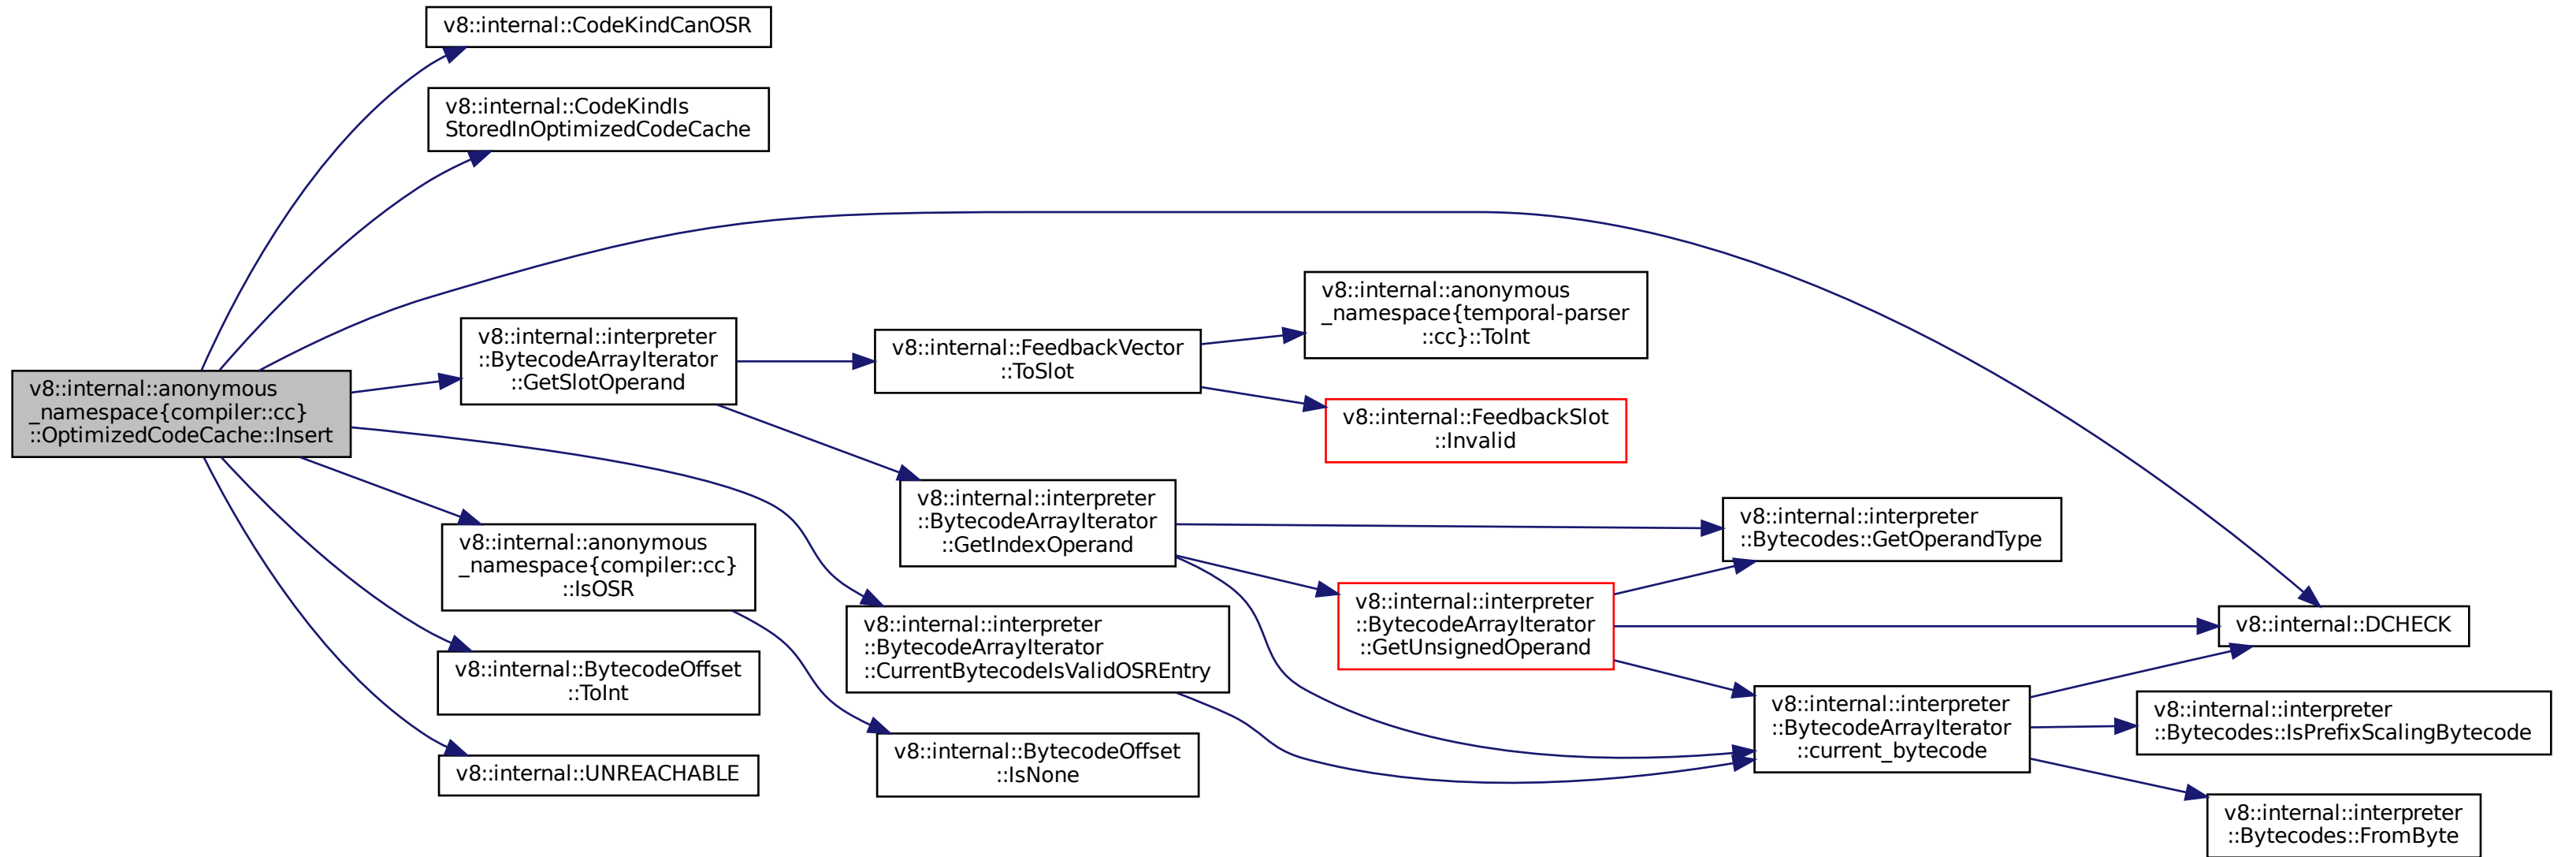 v8::internal::CodeKindCanOSR
v8::internal::CodeKindIs
StoredInOptimizedCodeCache
v8::internal::anonymous
_namespace{temporal-parser
::cc}::ToInt
v8::internal::interpreter
::BytecodeArrayIterator
::GetSlotOperand
v8::internal::FeedbackVector
::ToSlot
v8::internal::anonymous
_namespace{compiler::cc}
::OptimizedCodeCache::Insert
v8::internal::FeedbackSlot
::Invalid
v8::internal::interpreter
::BytecodeArrayIterator
::GetIndexOperand
v8::internal::interpreter
::Bytecodes::GetOperandType
v8::internal::anonymous
_namespace{compiler::cc}
::IsOSR
v8::internal::interpreter
::BytecodeArrayIterator
::GetUnsignedOperand
v8::internal::interpreter
::BytecodeArrayIterator
::CurrentBytecodeIsValidOSREntry
v8::internal::DCHECK
v8::internal::BytecodeOffset
::ToInt
v8::internal::interpreter
::BytecodeArrayIterator
::current_bytecode
v8::internal::interpreter
::Bytecodes::IsPrefixScalingBytecode
v8::internal::BytecodeOffset
::IsNone
v8::internal::UNREACHABLE
v8::internal::interpreter
::Bytecodes::FromByte